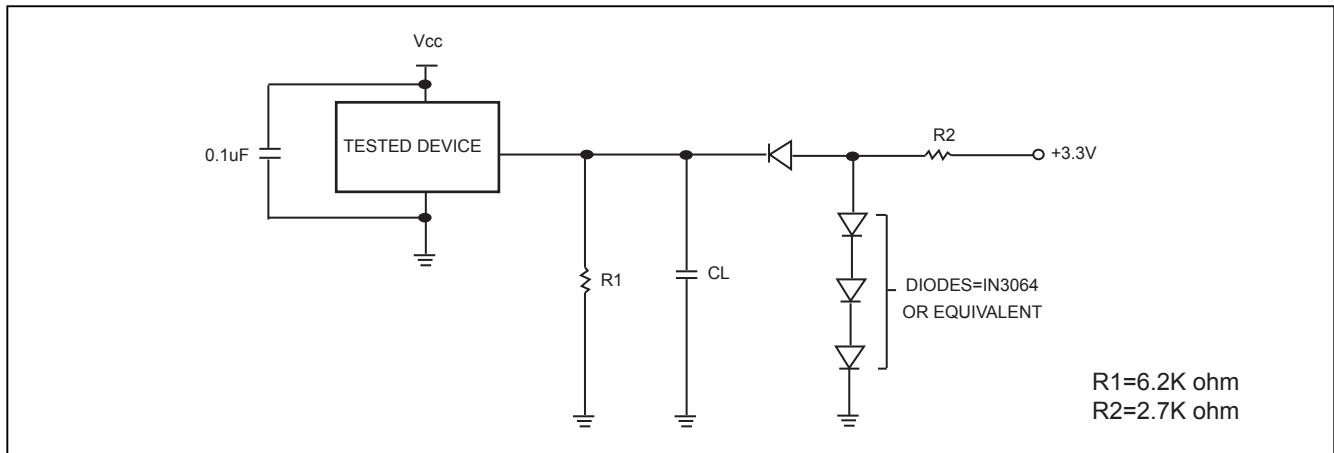 Vcc
0.1uF
TESTED DEVICE
R2
+3.3V
R1
CL
DIODES=IN3064
OR EQUIVALENT
R1=6.2K ohm
R2=2.7K ohm